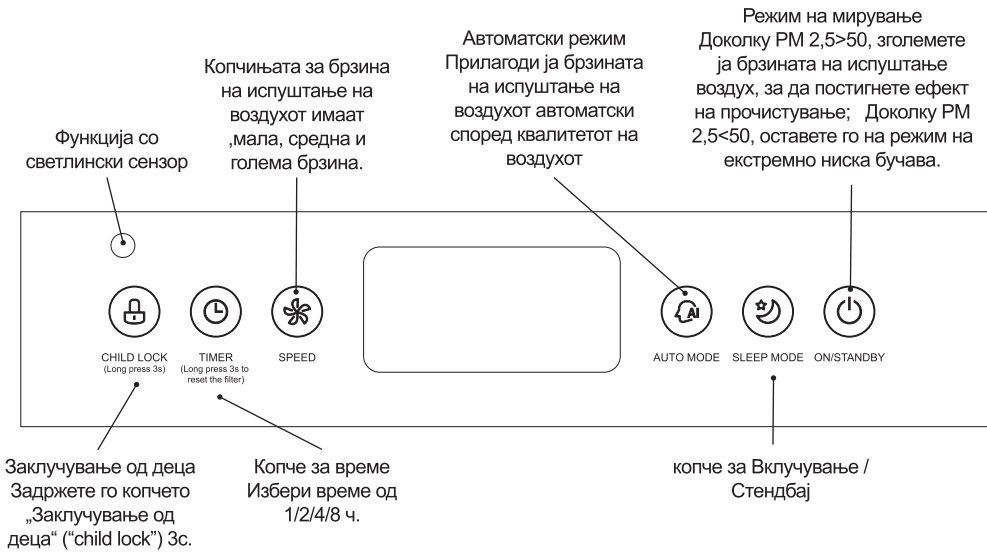 Функција со
светлински сензор
Копчињата за брзина
на испуштање на
воздухот имаат
,мала, средна и
голема брзина.
Автоматски режим
Прилагоди ја брзината
на испуштање на
воздухот автоматски
според квалитетот на
воздухот
Режим на мирување
Доколку PM 2,5>50, зголемете
ја брзината на испуштање
воздух, за да постигнете ефект
на прочистување; Доколку PM
2,5<50, оставете го на режим на
екстремно ниска бучава.
AI
CHILD LOCK
(Long press 3s)
TIMER
(Long press 3s to
reset the filter)
SPEED
AUTO MODE
SLEEP MODE
ON/STANDBY
Заклучување од деца
Задржете го копчето
„Заклучување од
деца“ (“child lock”) 3с.
Копче за време
Избери време од
1/2/4/8 ч.
копче за Вклучување /
Стендбај